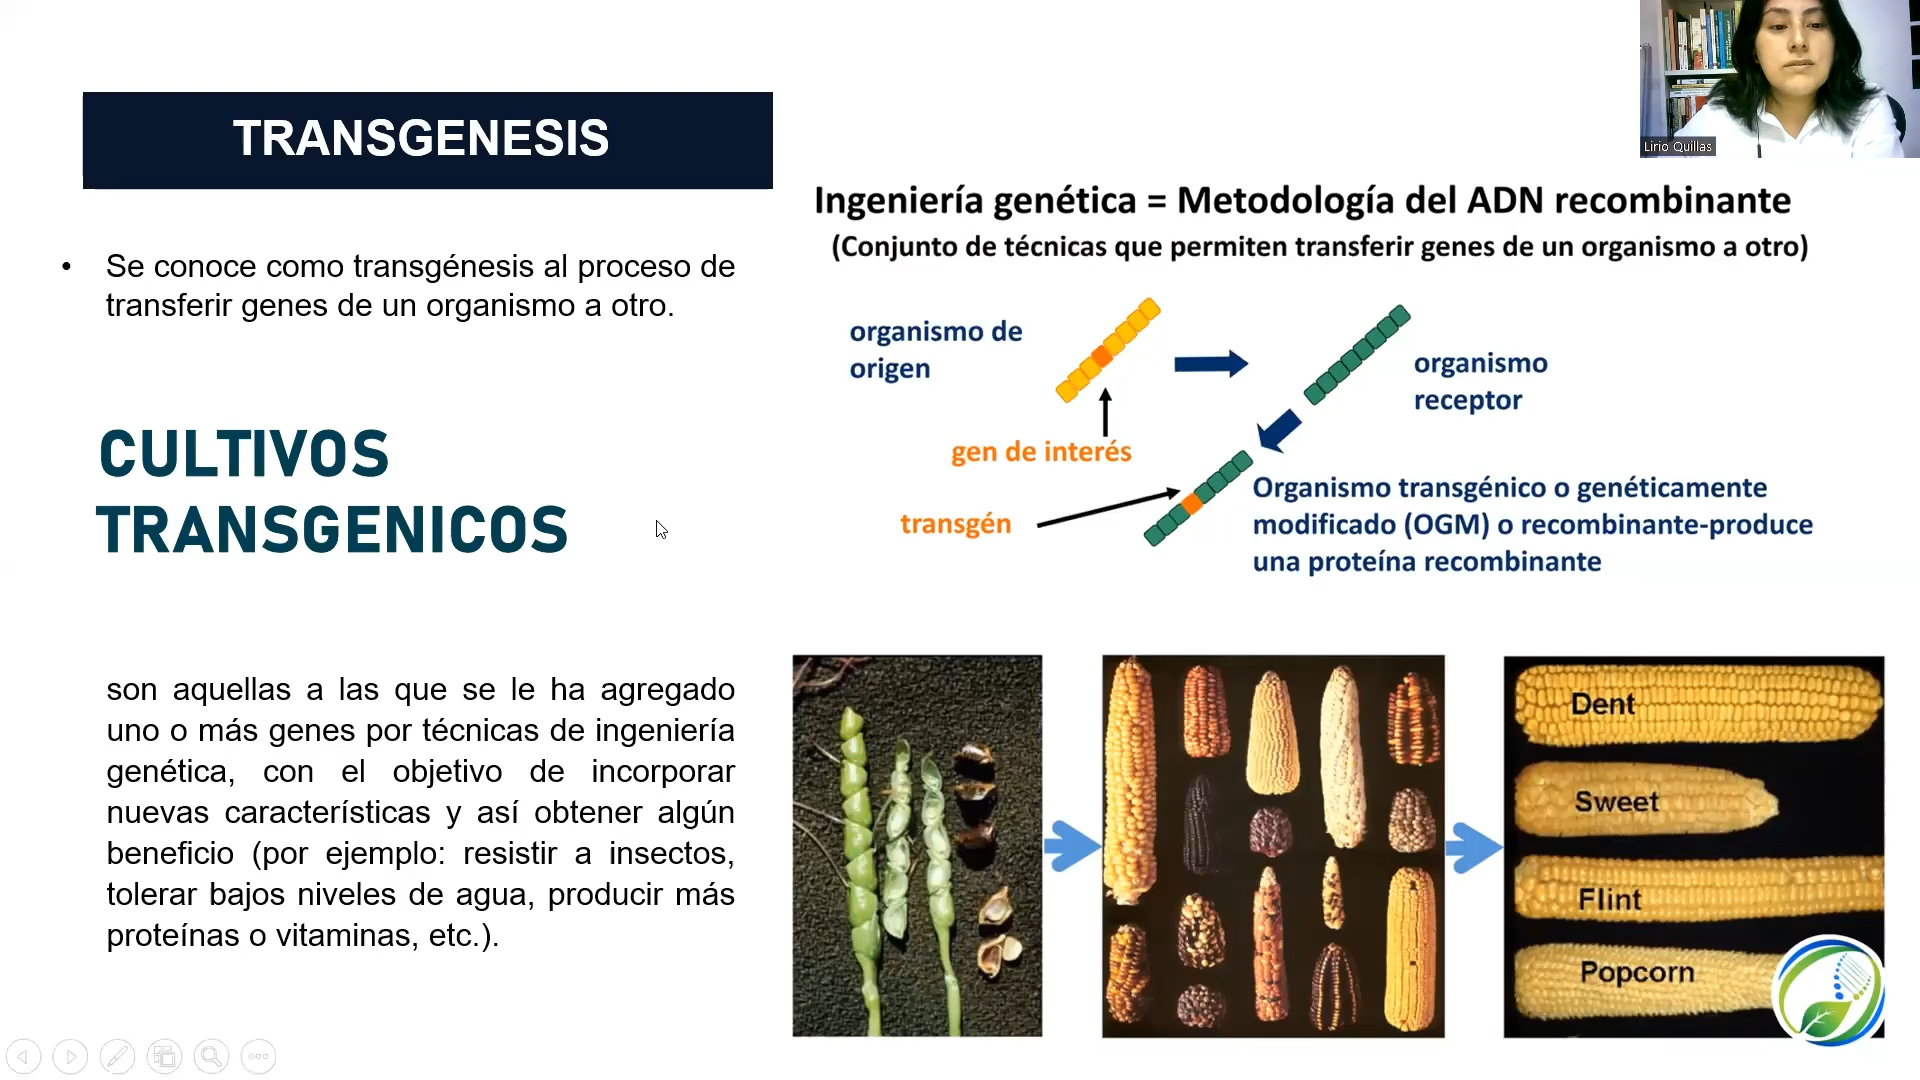 TRANSGENESIS
• Se conoce como transgénesis al proceso de
transferir genes de un organismo a otro.
CULTIVOS
TRANSGENICOS
son aquellas a las que se le ha agregado
uno o más genes por técnicas de ingeniería
genética, con el objetivo de incorporar
nuevas características y así obtener algún
beneficio (por ejemplo: resistir a insectos,
tolerar bajos niveles de agua, producir más
proteínas o vitaminas, etc.).
Lirio Quillas
Ingeniería genética = Metodología del ADN recombinante
(Conjunto de técnicas que permiten transferir genes de un organismo a otro)
organismo de
origen
organismo
receptor
gen de interés
transgén
Organismo transgénico o genéticamente
modificado (OGM) o recombinante-produce
una proteína recombinante
Dent
Sweet
Flint
Popcorn